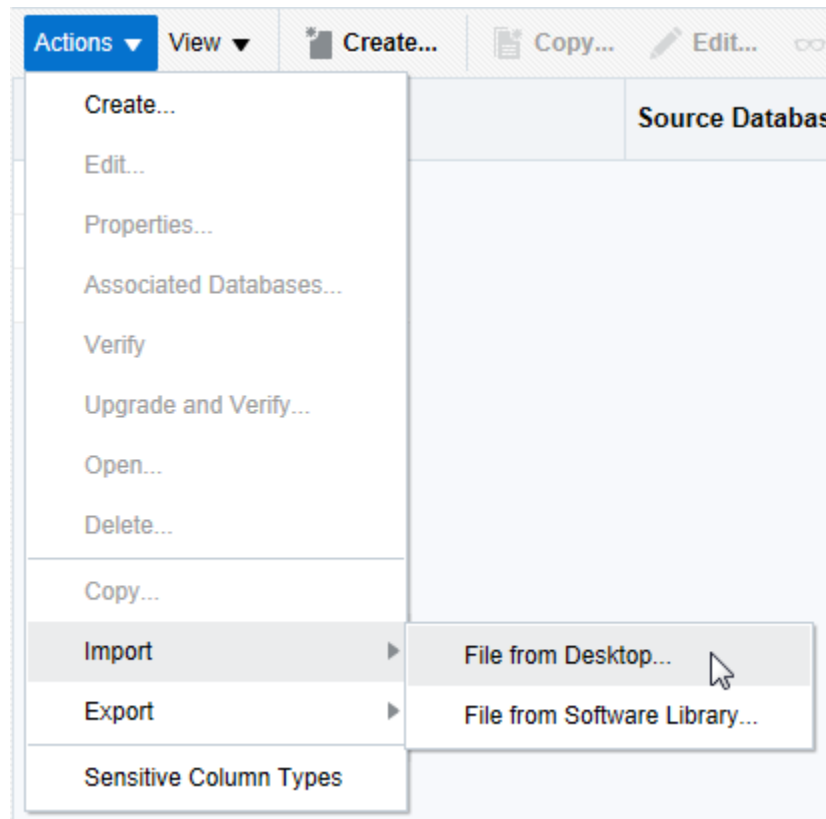 Actions View Create... Copy... Edit...
Create...
Source Databas
Edit...
Properties...
Associated Databases...
Verify
Upgrade and Verify...
Open...
Delete...
Copy...
Import
File from Desktop...
Export
File from Software Library...
Sensitive Column Types